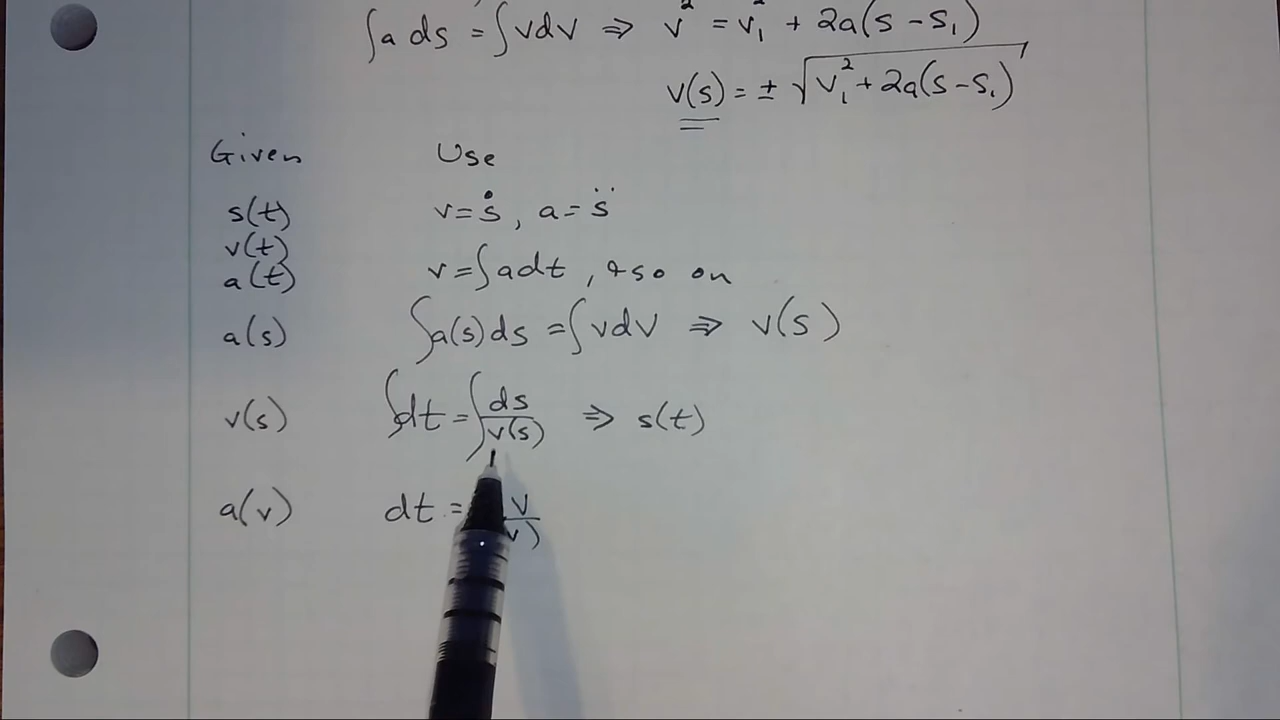 ∫a ds = ∫v dv ⇒ v² = v₁² + 2a(s - s₁)
v(s) = ± √(v₁² + 2a(s - s₁))
Given Use
s(t) v = ṡ, a = s̈
v(t)
a(t) v = ∫a dt, & so on
a(s) ∫a(s)ds = ∫v dv ⇒ v(s)
v(s) ∫dt = ∫ds/v(s) ⇒ s(t)
a(v) dt =